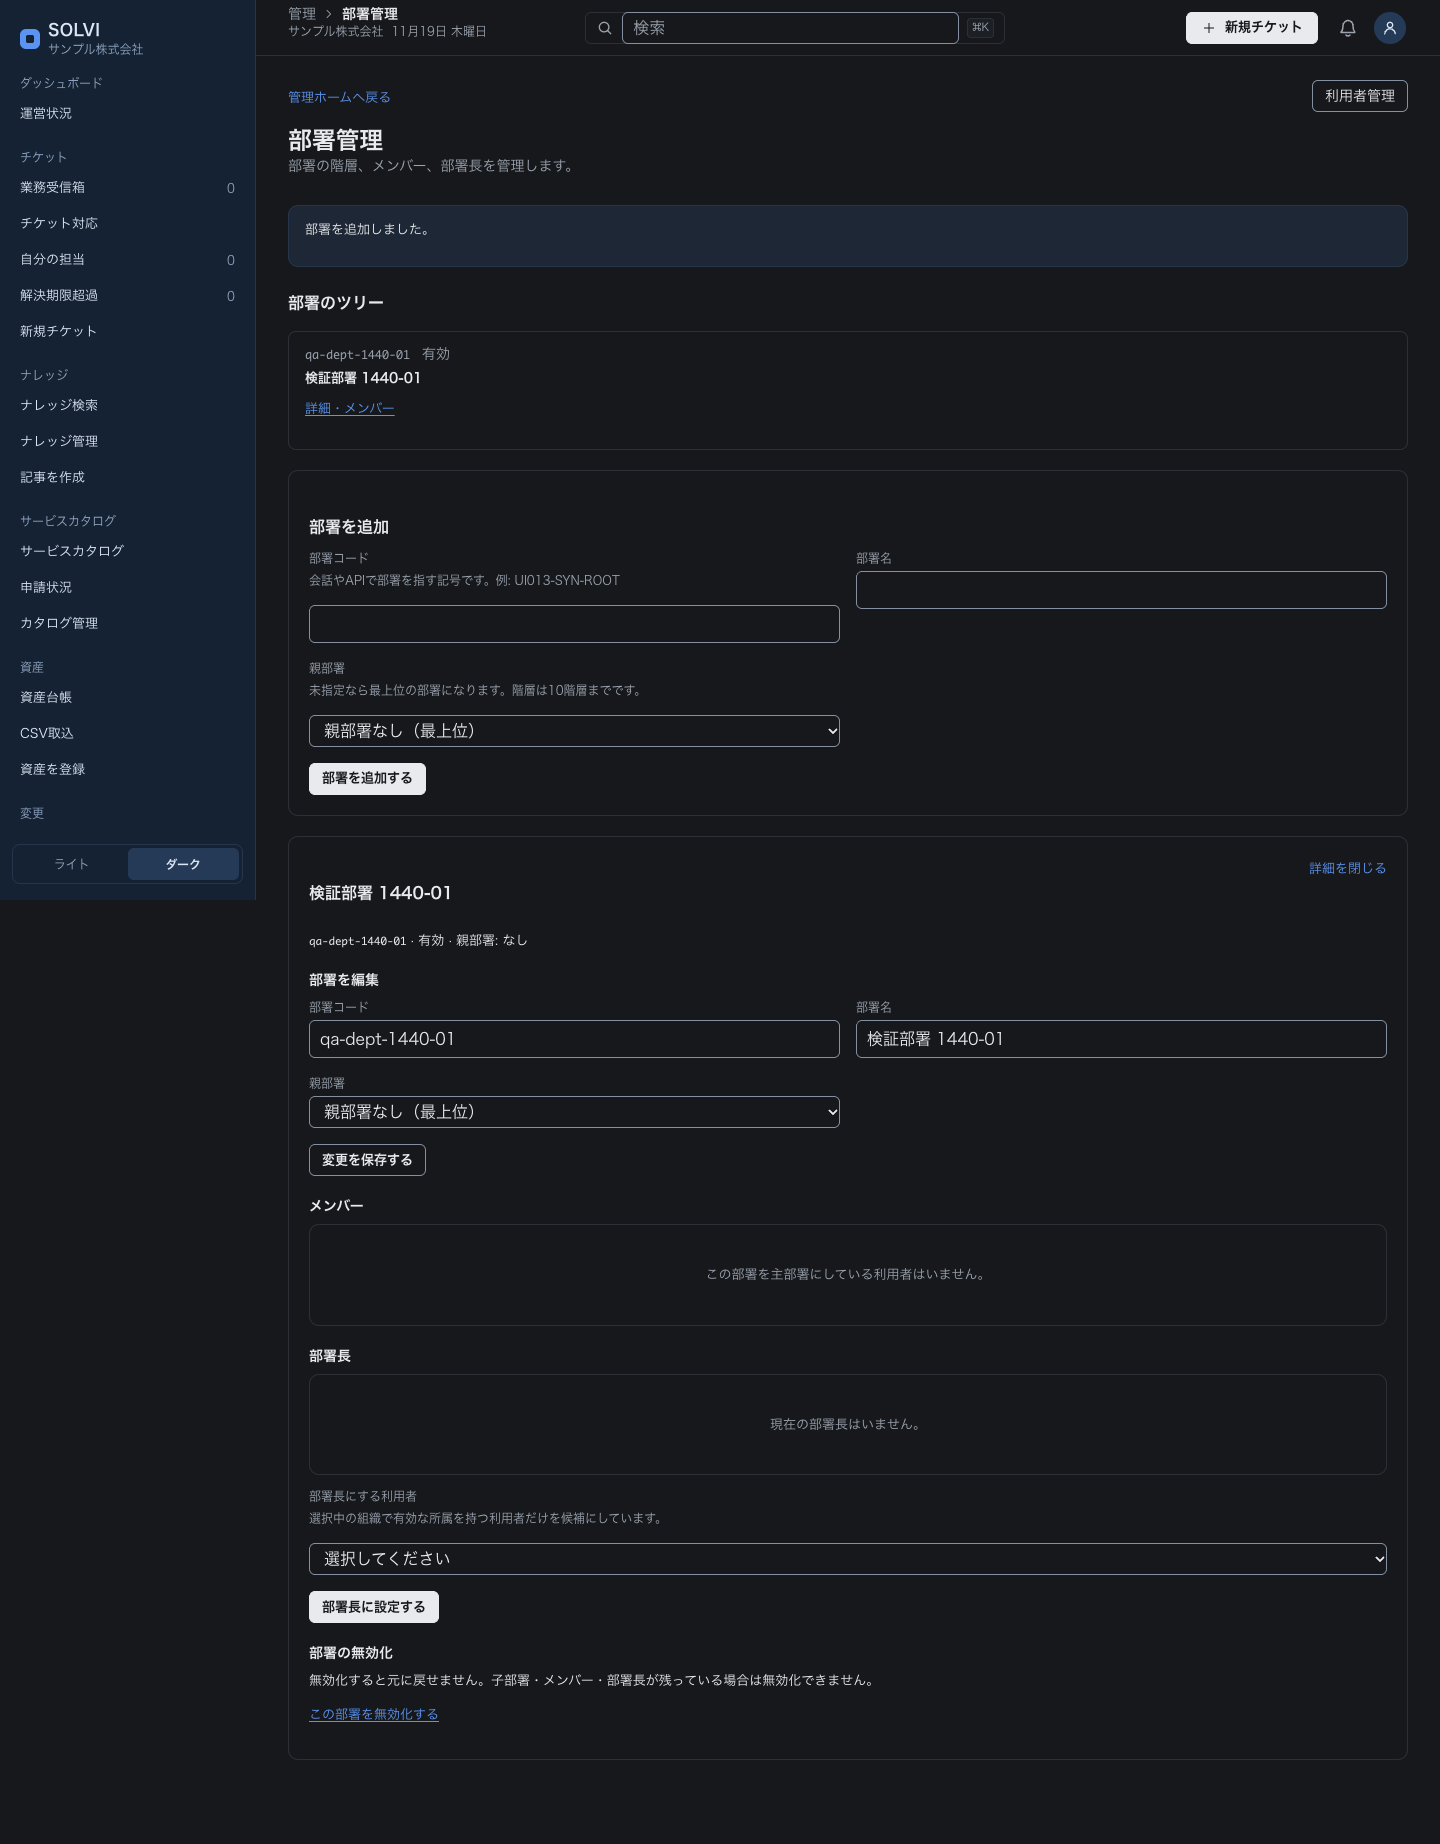 SOLVI
サンプル株式会社
ダッシュボード
運営状況
チケット
業務受信箱 0
チケット対応
自分の担当 0
解決期限超過 0
新規チケット
ナレッジ
ナレッジ検索
ナレッジ管理
記事を作成
サービスカタログ
サービスカタログ
申請状況
カタログ管理
資産
資産台帳
CSV取込
資産を登録
変更
ライト ダーク
管理 > 部署管理
サンプル株式会社 11月19日 木曜日
検索 ⌘K
+ 新規チケット
管理ホームへ戻る
利用者管理
部署管理
部署の階層、メンバー、部署長を管理します。
部署を追加しました。
部署のツリー
qa-dept-1440-01 有効
検証部署 1440-01
詳細・メンバー
部署を追加
部署コード
会話やAPIで部署を指す記号です。例: UI013-SYN-ROOT
部署名
親部署
未指定なら最上位の部署になります。階層は10階層までです。
親部署なし（最上位）
部署を追加する
詳細を閉じる
検証部署 1440-01
qa-dept-1440-01 · 有効 · 親部署: なし
部署を編集
部署コード
qa-dept-1440-01
部署名
検証部署 1440-01
親部署
親部署なし（最上位）
変更を保存する
メンバー
この部署を主部署にしている利用者はいません。
部署長
現在の部署長はいません。
部署長にする利用者
選択中の組織で有効な所属を持つ利用者だけを候補にしています。
選択してください
部署長に設定する
部署の無効化
無効化すると元に戻せません。子部署・メンバー・部署長が残っている場合は無効化できません。
この部署を無効化する